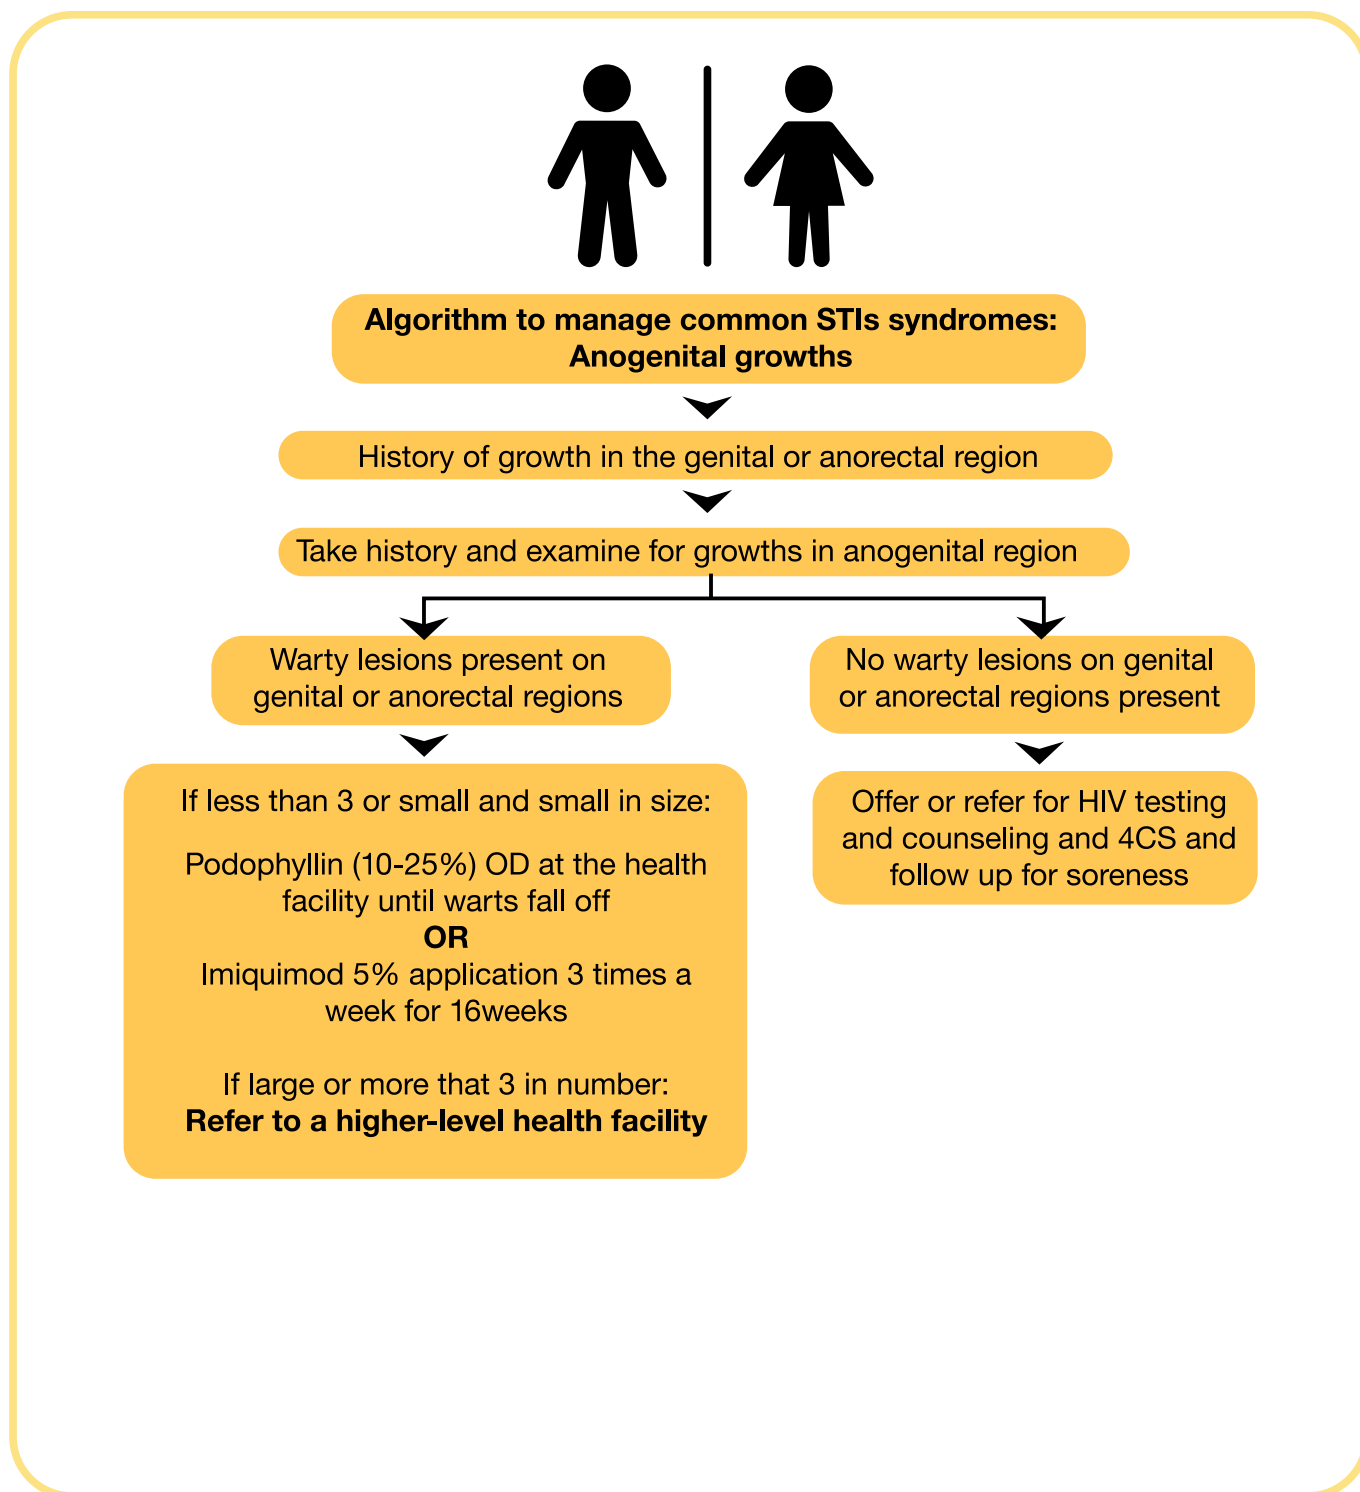 Algorithm to manage common STIs syndromes:
Anogenital growths
History of growth in the genital or anorectal region
Take history and examine for growths in anogenital region
Warty lesions present on
genital or anorectal regions
If less than 3 or small and small in size:
Podophyllin (10-25%) OD at the health
facility until warts fall off
OR
Imiquimod 5% application 3 times a
week for 16weeks
If large or more that 3 in number:
Refer to a higher-level health facility
No warty lesions on genital
or anorectal regions present
Offer or refer for HIV testing
and counseling and 4CS and
follow up for soreness